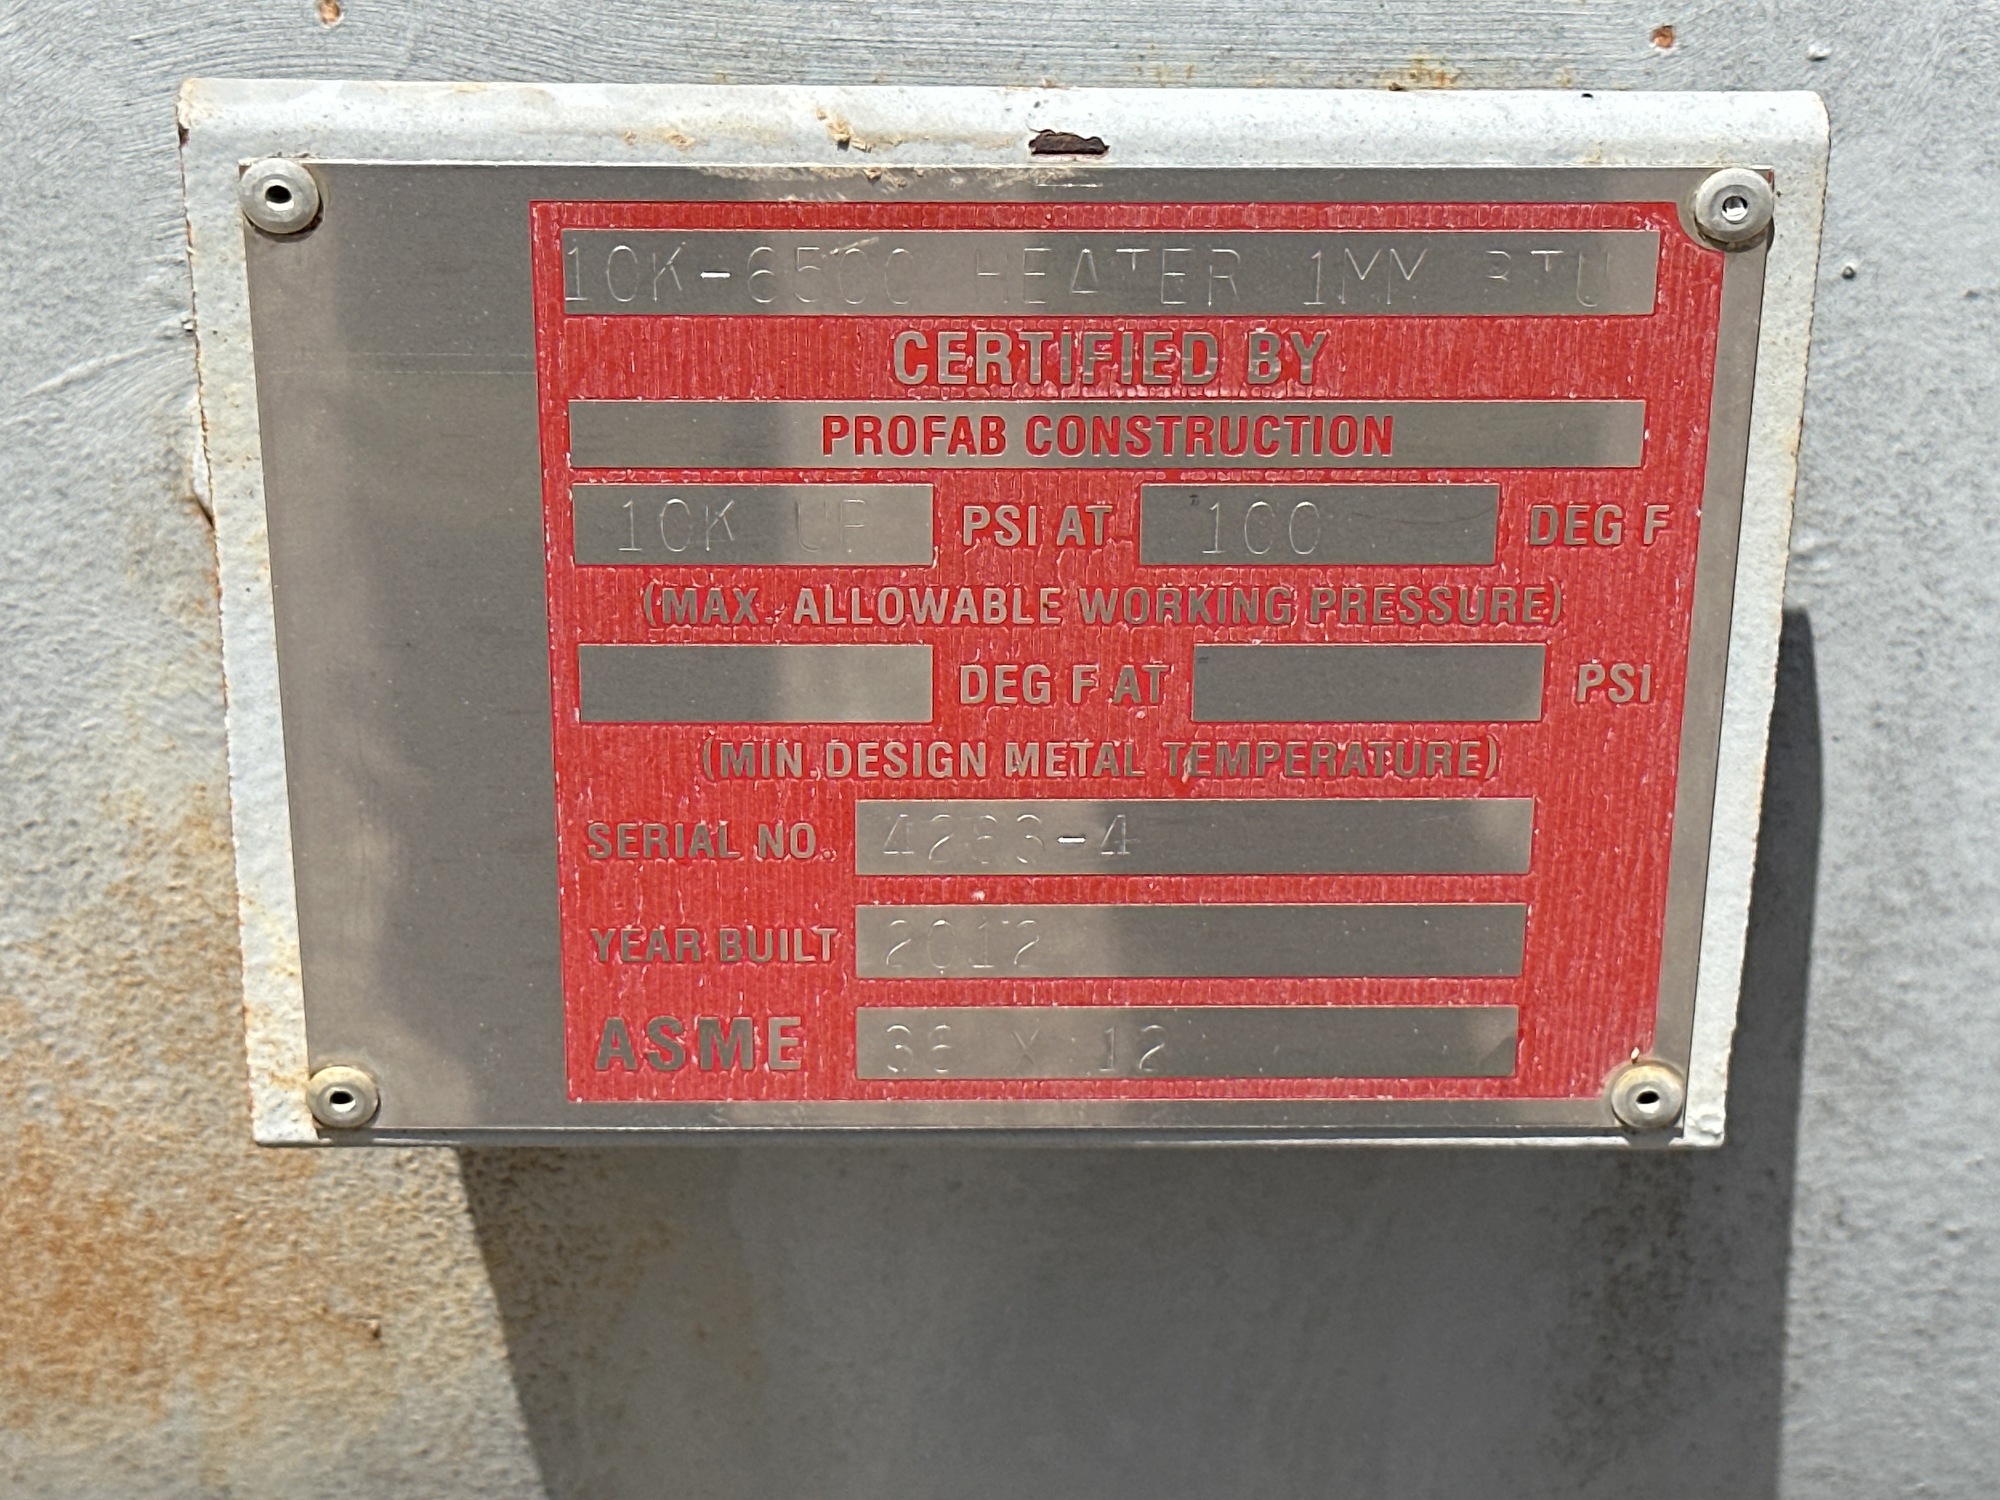 10K-6500 HEATER 1MM BTU
CERTIFIED BY
PROFAB CONSTRUCTION
10K UP PSI AT 100 DEG F
(MAX. ALLOWABLE WORKING PRESSURE)
DEG F AT PSI
(MIN. DESIGN METAL TEMPERATURE)
SERIAL NO. 4283-4
YEAR BUILT 2012
ASME 36 X 12